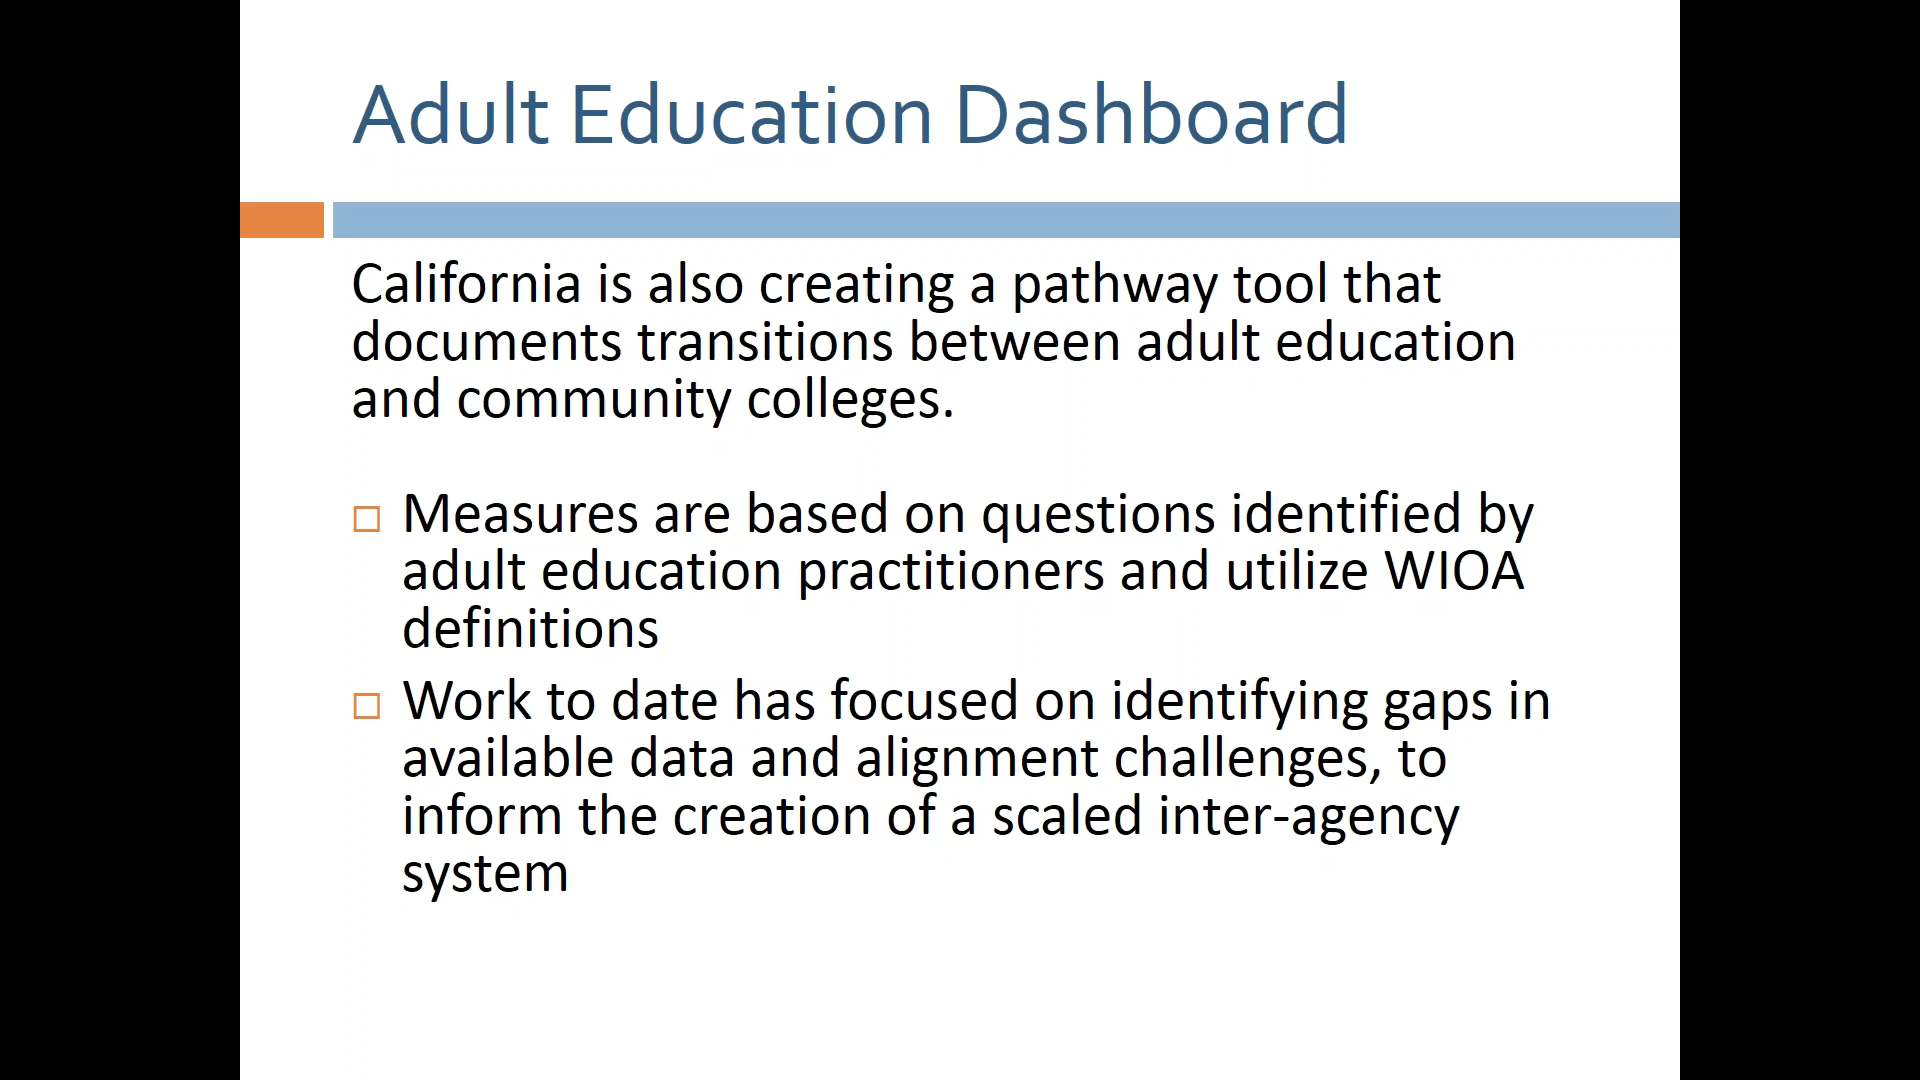 Adult Education Dashboard
California is also creating a pathway tool that
documents transitions between adult education
and community colleges.
Measures are based on questions identified by
adult education practitioners and utilize WIOA
definitions
Work to date has focused on identifying gaps in
available data and alignment challenges, to
inform the creation of a scaled inter-agency
system